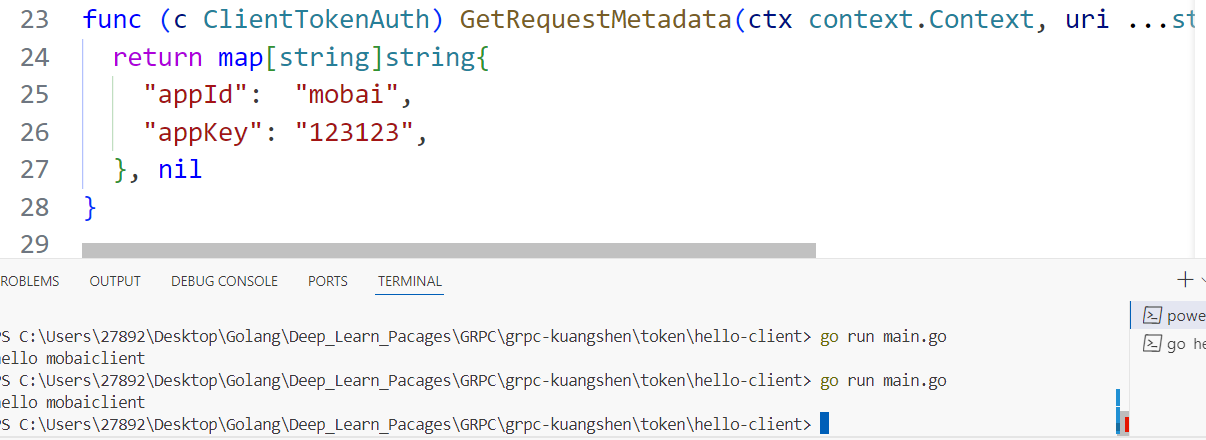 23 func (c ClientTokenAuth) GetRequestMetadata(ctx context.Context, uri ...st
24 return map[string]string{
25 "appId": "mobai",
26 "appKey": "123123",
27 }, nil
28 }
29
ROBLEMS OUTPUT DEBUG CONSOLE PORTS TERMINAL
PS C:\Users\27892\Desktop\Golang\Deep_Learn_Pacages\GRPC\grpc-kuangshen\token\hello-client> go run main.go
ello mobaiclient
PS C:\Users\27892\Desktop\Golang\Deep_Learn_Pacages\GRPC\grpc-kuangshen\token\hello-client> go run main.go
ello mobaiclient
PS C:\Users\27892\Desktop\Golang\Deep_Learn_Pacages\GRPC\grpc-kuangshen\token\hello-client>
powe
go he